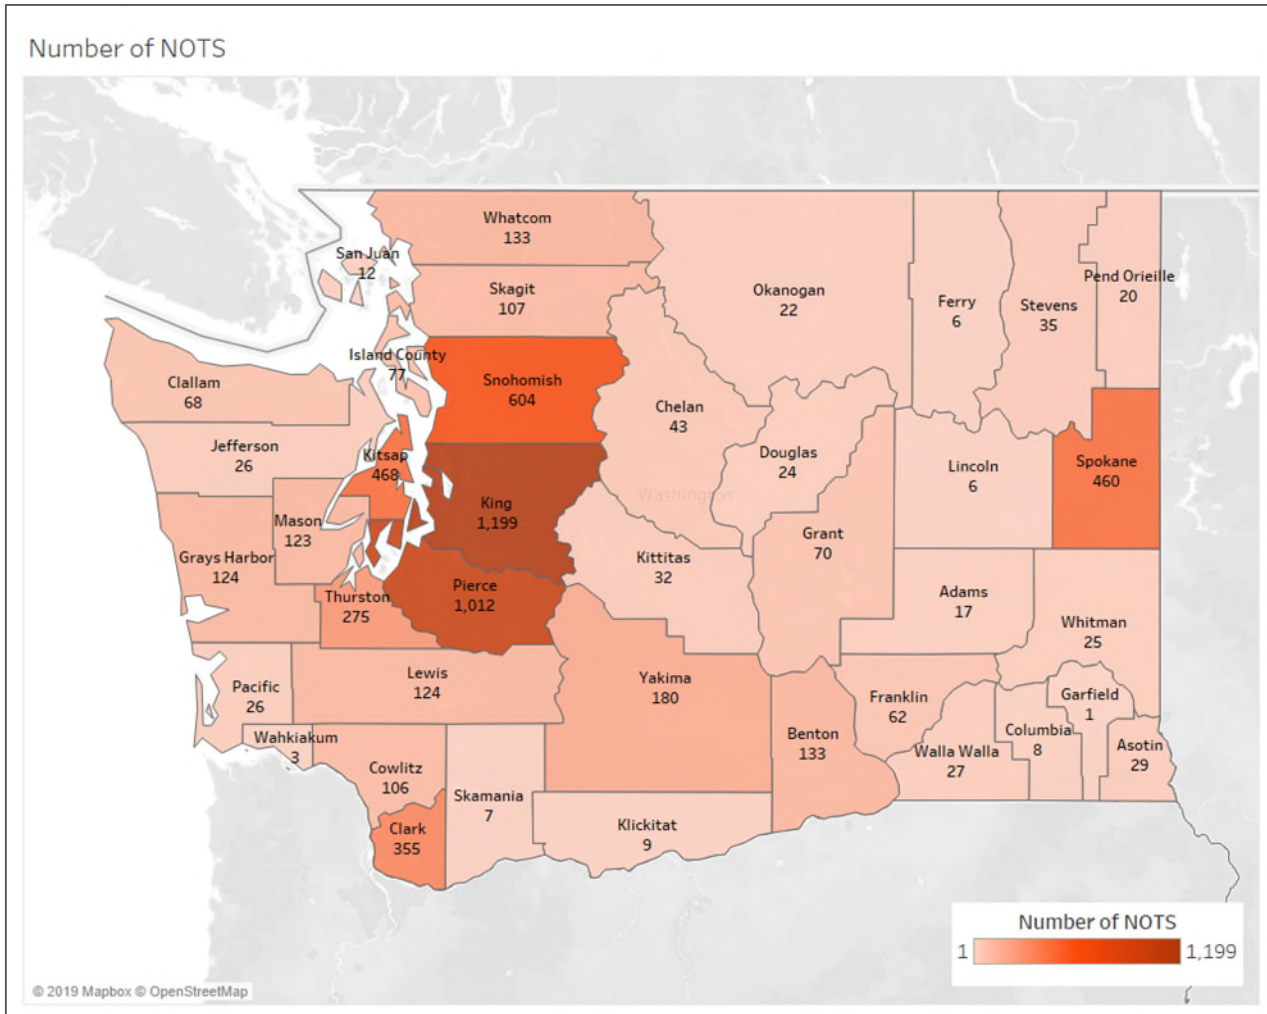 Number of NOTS
Whatcom
133
San Juan
12
Skagit
107
Okanogan
22
Ferry
6
Stevens
35
Pend Orieille
20
Island County
77
Clallam
68
Snohomish
604
Chelan
43
Jefferson
26
Kitsap
468
Douglas
24
Lincoln
6
Spokane
460
Washington
King
1,199
Mason
123
Grant
70
Grays Harbor
124
Kittitas
32
Pierce
1,012
Thurston
275
Adams
17
Whitman
25
Lewis
124
Yakima
180
Pacific
26
Franklin
62
Garfield
1
Wahkiakum
3
Benton
133
Columbia
8
Walla Walla
27
Asotin
29
Cowlitz
106
Skamania
7
Clark
355
Klickitat
9
Number of NOTS
1 1,199
© 2019 Mapbox © OpenStreetMap